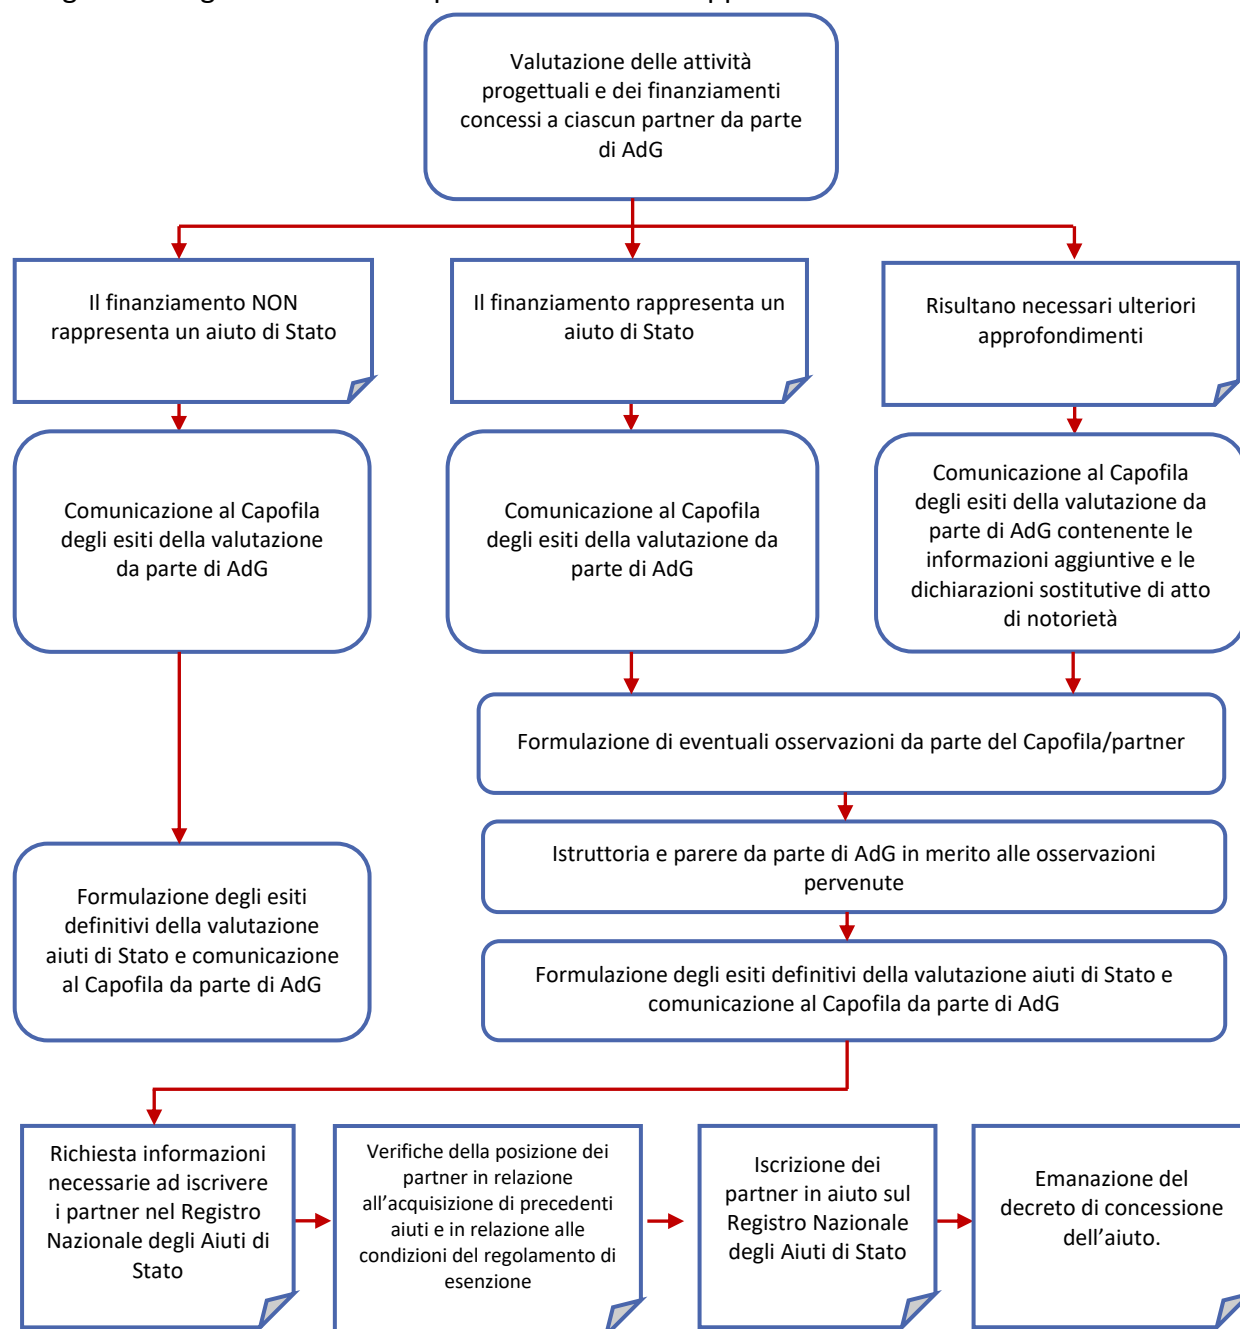 Valutazione delle attività
progettuali e dei finanziamenti
concessi a ciascun partner da parte
di AdG
Il finanziamento NON
rappresenta un aiuto di Stato
Il finanziamento rappresenta un
aiuto di Stato
Risultano necessari ulteriori
approfondimenti
Comunicazione al Capofila
degli esiti della valutazione
da parte di AdG
Comunicazione al Capofila
degli esiti della valutazione da
parte di AdG
Comunicazione al Capofila
degli esiti della valutazione da
parte di AdG contenente le
informazioni aggiuntive e le
dichiarazioni sostitutive di atto
di notorietà
Formulazione di eventuali osservazioni da parte del Capofila/partner
Istruttoria e parere da parte di AdG in merito alle osservazioni
pervenute
Formulazione degli esiti
definitivi della valutazione
aiuti di Stato e comunicazione
al Capofila da parte di AdG
Formulazione degli esiti definitivi della valutazione aiuti di Stato e
comunicazione al Capofila da parte di AdG
Richiesta informazioni
necessarie ad iscrivere
i partner nel Registro
Nazionale degli Aiuti di
Stato
Verifiche della posizione dei
partner in relazione
all’acquisizione di precedenti
aiuti e in relazione alle
condizioni del regolamento di
esenzione
Iscrizione dei
partner in aiuto sul
Registro Nazionale
degli Aiuti di Stato
Emanazione del
decreto di concessione
dell’aiuto.